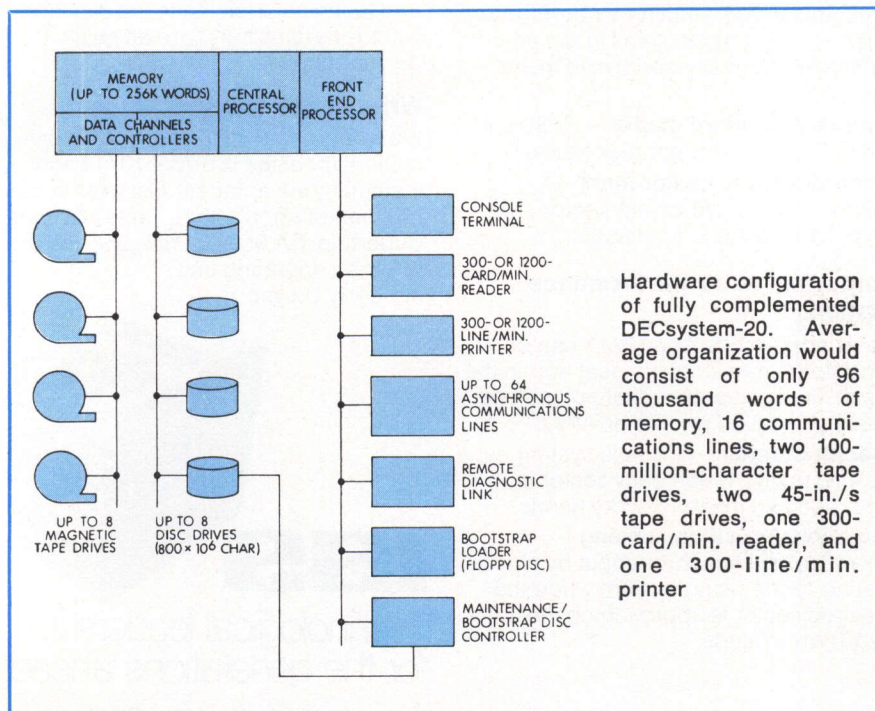 MEMORY
(UP TO 256K WORDS)
DATA CHANNELS
AND CONTROLLERS
CENTRAL
PROCESSOR
FRONT
END
PROCESSOR
UP TO 8
MAGNETIC
TAPE DRIVES
UP TO 8
DISC DRIVES
(800 × 10⁶ CHAR)
CONSOLE
TERMINAL
300- OR 1200-
CARD/MIN.
READER
300- OR 1200-
LINE/MIN.
PRINTER
UP TO 64
ASYNCHRONOUS
COMMUNICATIONS
LINES
REMOTE
DIAGNOSTIC
LINK
BOOTSTRAP
LOADER
(FLOPPY DISC)
MAINTENANCE/
BOOTSTRAP DISC
CONTROLLER
Hardware configuration
of fully complemented
DECsystem-20. Aver-
age organization would
consist of only 96
thousand words of
memory, 16 communi-
cations lines, two 100-
million-character tape
drives, two 45-in./s
tape drives, one 300-
card/min. reader, and
one 300-line/min.
printer